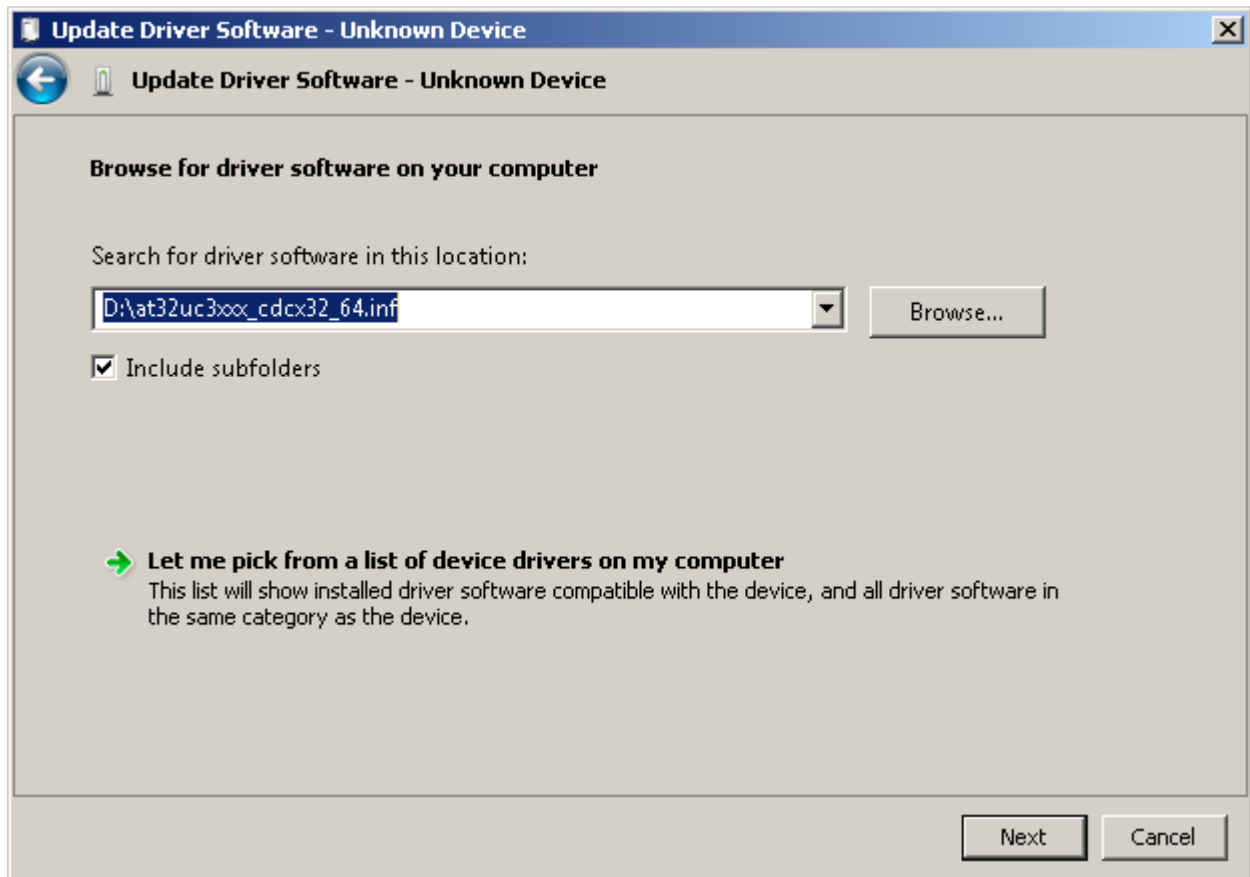 Update Driver Software - Unknown Device
Update Driver Software - Unknown Device
Browse for driver software on your computer
Search for driver software in this location:
D:\at32uc3xxx_cdcx32_64.inf
Browse...
Include subfolders
Let me pick from a list of device drivers on my computer
This list will show installed driver software compatible with the device, and all driver software in
the same category as the device.
Next
Cancel